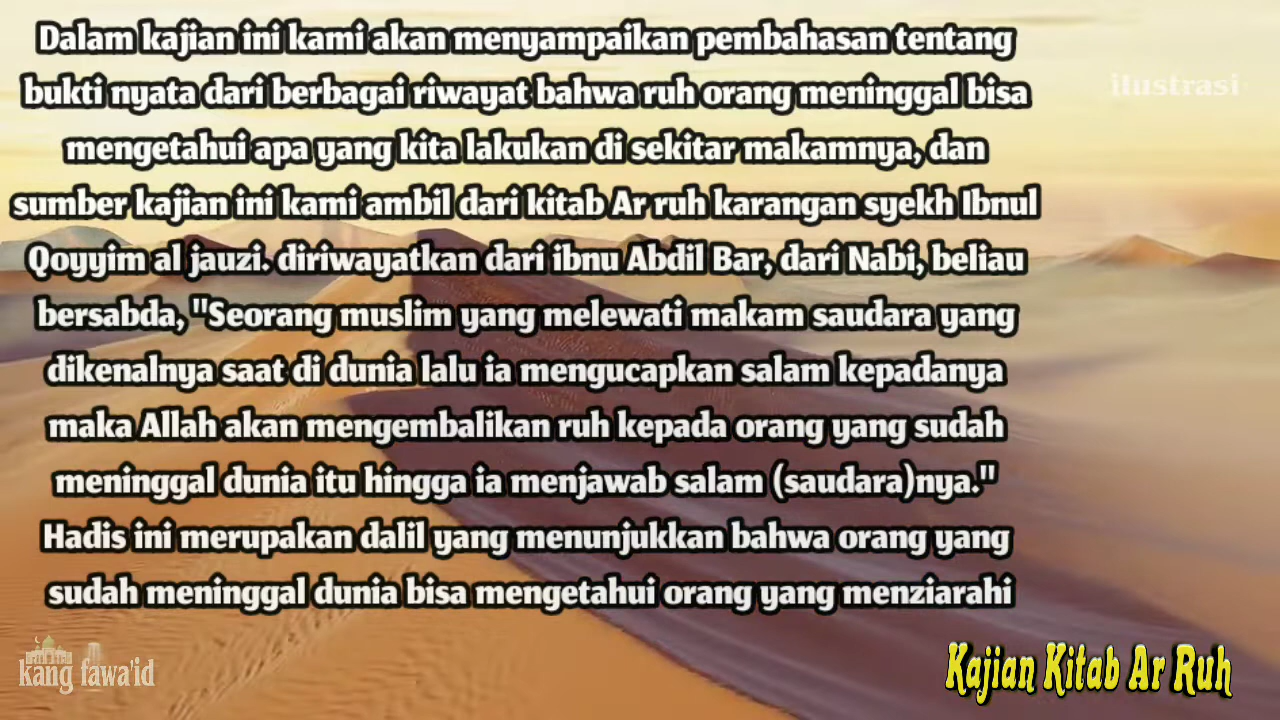 Dalam kajian ini kami akan menyampaikan pembahasan tentang
bukti nyata dari berbagai riwayat bahwa ruh orang meninggal bisa
ilustrasi
mengetahui apa yang kita lakukan di sekitar makamnya, dan
sumber kajian ini kami ambil dari kitab Ar ruh karangan syekh Ibnul
Qoyyim al jauzi. diriwayatkan dari ibnu Abdil Bar, dari Nabi, beliau
bersabda, "Seorang muslim yang melewati makam saudara yang
dikenalnya saat di dunia lalu ia mengucapkan salam kepadanya
maka Allah akan mengembalikan ruh kepada orang yang sudah
meninggal dunia itu hingga ia menjawab salam (saudara)nya."
Hadis ini merupakan dalil yang menunjukkan bahwa orang yang
sudah meninggal dunia bisa mengetahui orang yang menziarahi
kang fawa'id
Kajian Kitab Ar Ruh